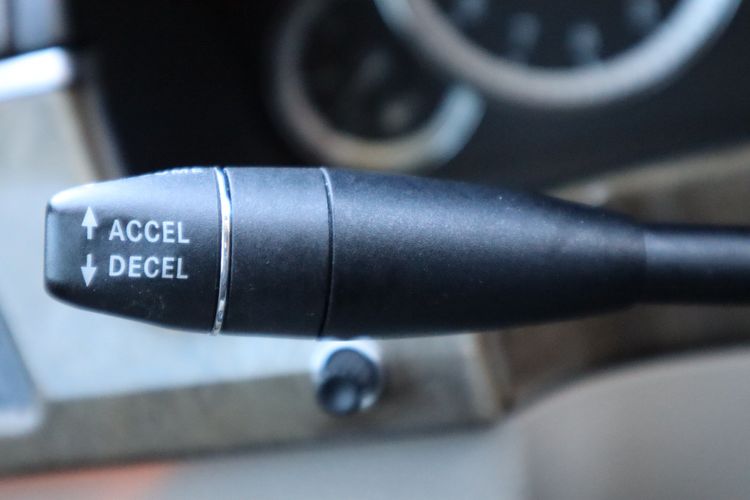 ↑ ACCEL
↓ DECEL